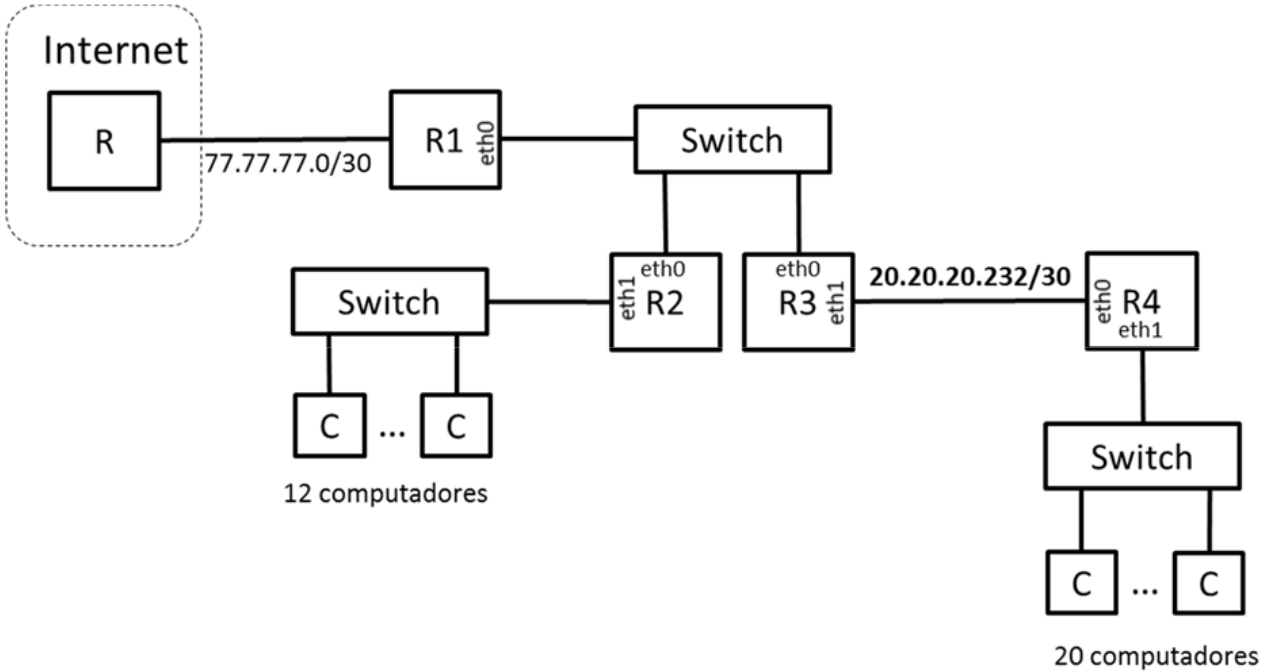 Internet
R
77.77.77.0/30
R1
eth0
Switch
eth0
eth1
R2
eth0
R3
eth1
20.20.20.232/30
eth0
R4
eth1
Switch
C ... C
12 computadores
Switch
C ... C
20 computadores